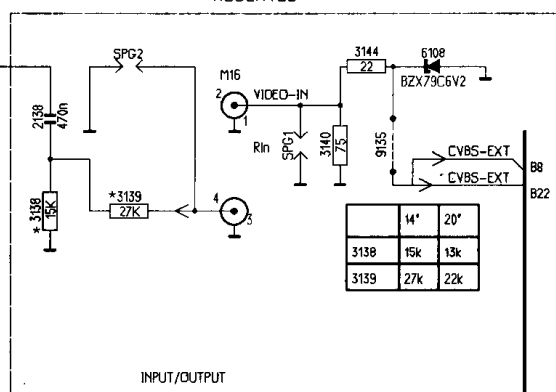 SPG2
3144
22
6108
BZX79C6V2
M16
2
VIDEO-IN
1
2138
470n
Rin
SPG1
3140
75
9135
CVBS-EXT
B8
CVBS-EXT
B22
*3138
15K
*3139
27K
4
3
14" 20"
3138 15k 13k
3139 27k 22k
INPUT/OUTPUT